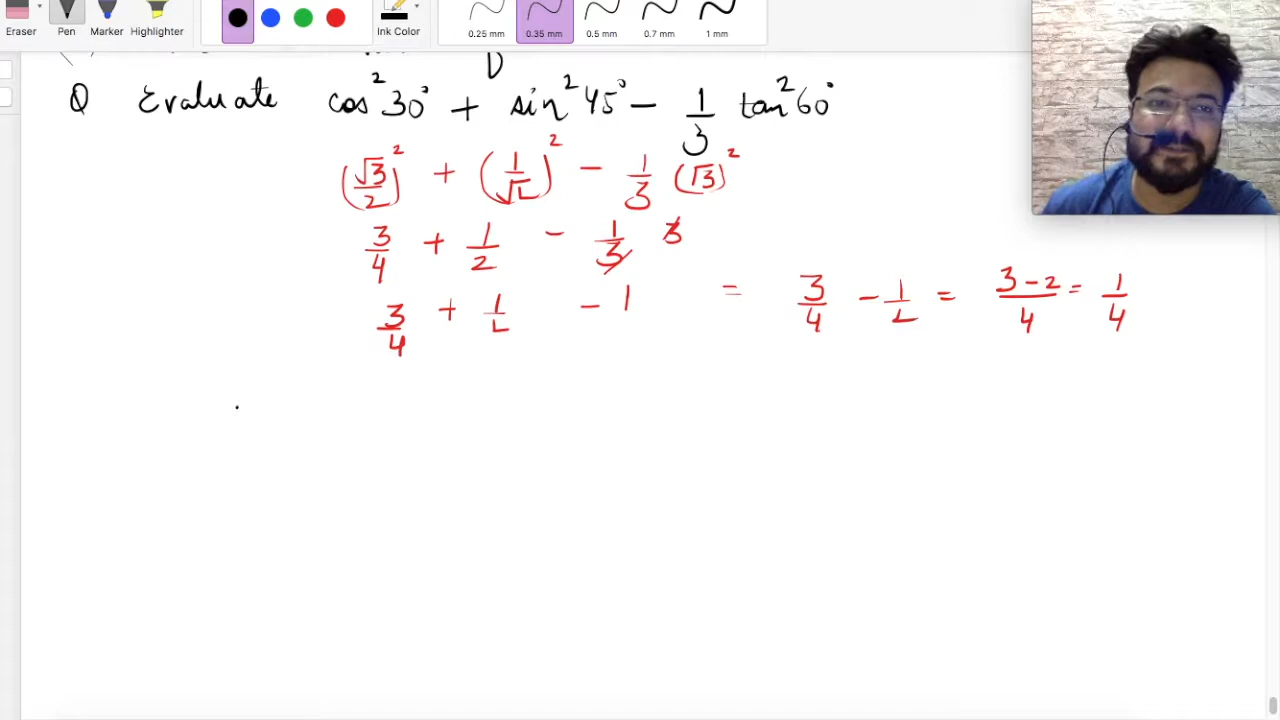 Eraser Pen Marker Highlighter Ink Color 0.25 mm 0.35 mm 0.5 mm 0.7 mm 1 mm
Q Evaluate cos²30° + sin²45° − 1/3 tan²60°
(√3/2)² + (1/√2)² − 1/3 (√3)²
3/4 + 1/2 − 1/3 3
3/4 + 1/2 − 1 = 3/4 − 1/2 = 3−2/4 = 1/4